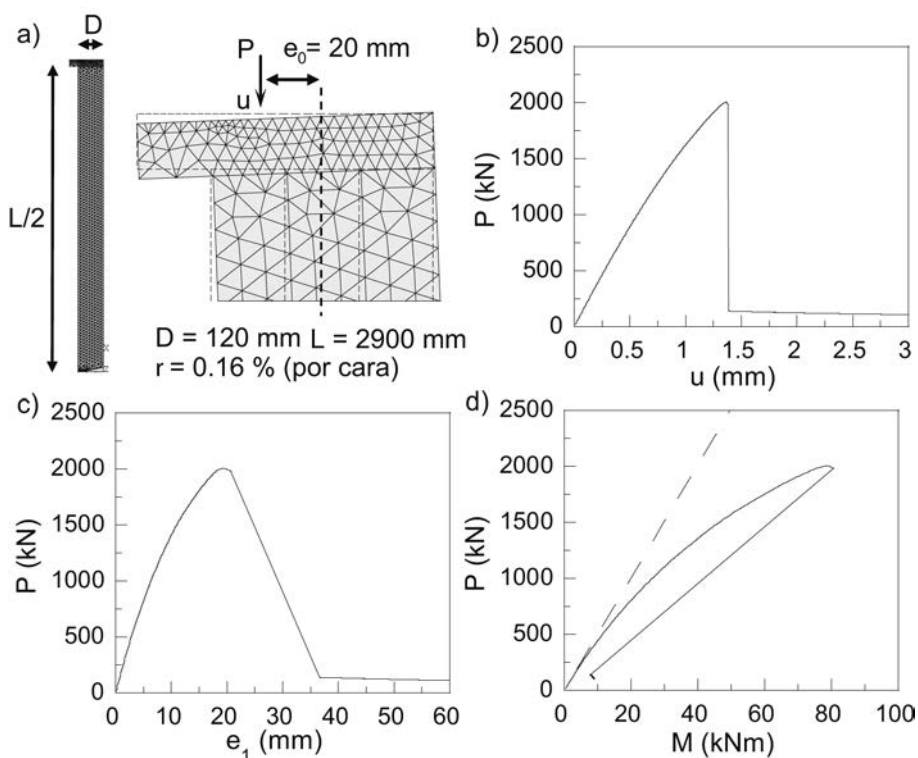 a)
D
L/2
P
e0= 20 mm
u
D = 120 mm L = 2900 mm
r = 0.16 % (por cara)
b)
P (kN)
2500
2000
1500
1000
500
0
0 0.5 1 1.5 2 2.5 3
u (mm)
c)
P (kN)
2500
2000
1500
1000
500
0
0 10 20 30 40 50 60
e1 (mm)
d)
P (kN)
2500
2000
1500
1000
500
0
0 20 40 60 80 100
M (kNm)